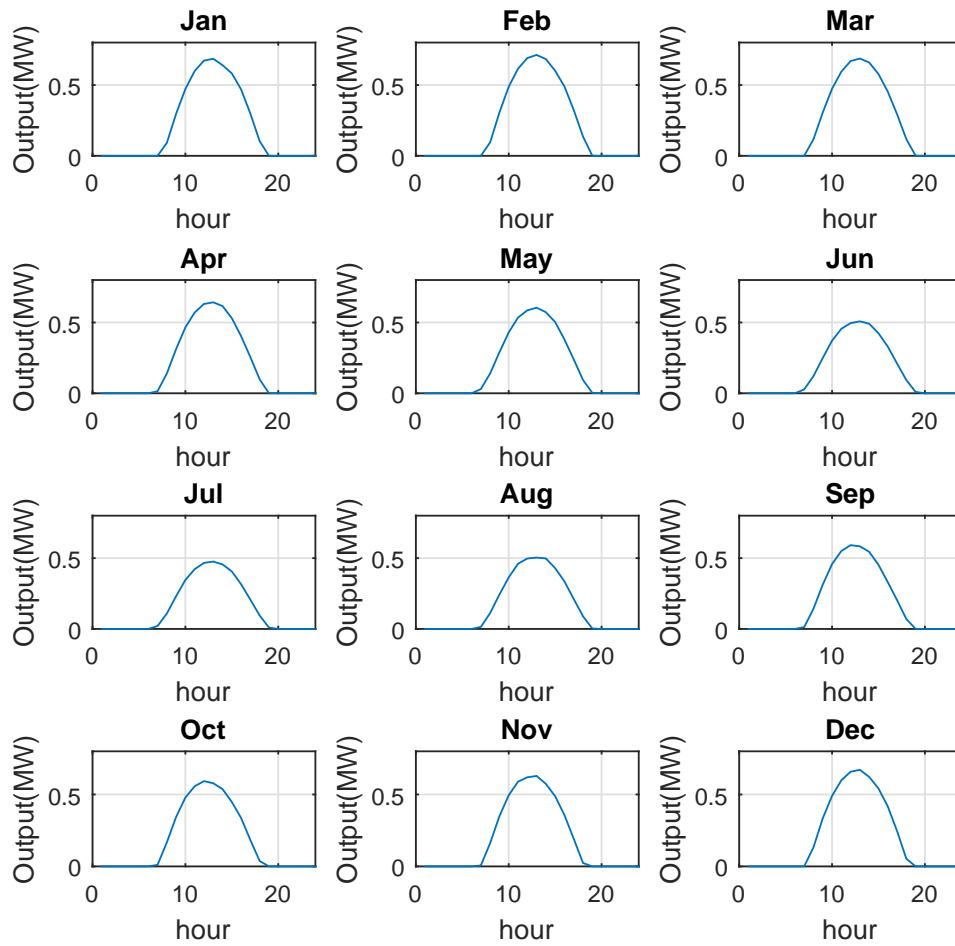 Jan Feb Mar
Output(MW) 0.5 0 Output(MW) 0.5 0 Output(MW) 0.5 0
0 10 20 0 10 20 0 10 20
hour hour hour
Apr May Jun
Output(MW) 0.5 0 Output(MW) 0.5 0 Output(MW) 0.5 0
0 10 20 0 10 20 0 10 20
hour hour hour
Jul Aug Sep
Output(MW) 0.5 0 Output(MW) 0.5 0 Output(MW) 0.5 0
0 10 20 0 10 20 0 10 20
hour hour hour
Oct Nov Dec
Output(MW) 0.5 0 Output(MW) 0.5 0 Output(MW) 0.5 0
0 10 20 0 10 20 0 10 20
hour hour hour